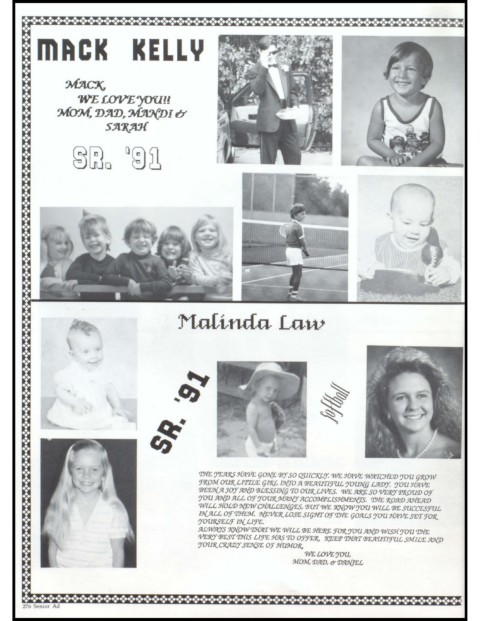 MACK KELLY
MACK,
WE LOVE YOU!!
MOM, DAD, MANDI &
SARAH
SR. '91
Malinda Law
SR. '91
softball
THE YEARS HAVE GONE BY SO QUICKLY. WE HAVE WATCHED YOU GROW
FROM OUR LITTLE GIRL INTO A BEAUTIFUL YOUNG LADY. YOU HAVE
BEEN A JOY AND BLESSING TO OUR LIVES. WE ARE SO VERY PROUD OF
YOU AND ALL OF YOUR MANY ACCOMPLISHMENTS. THE ROAD AHEAD
WILL HOLD NEW CHALLENGES, BUT WE KNOW YOU WILL BE SUCCESSFUL
IN ALL OF THEM. NEVER LOSE SIGHT OF THE GOALS YOU HAVE SET FOR
YOURSELF IN LIFE.
ALWAYS KNOW THAT WE WILL BE HERE FOR YOU AND WISH YOU THE
VERY BEST THIS LIFE HAS TO OFFER. KEEP THAT BEAUTIFUL SMILE AND
YOUR CRAZY SENSE OF HUMOR.
WE LOVE YOU,
MOM, DAD, & DANIEL
276 Senior Ad